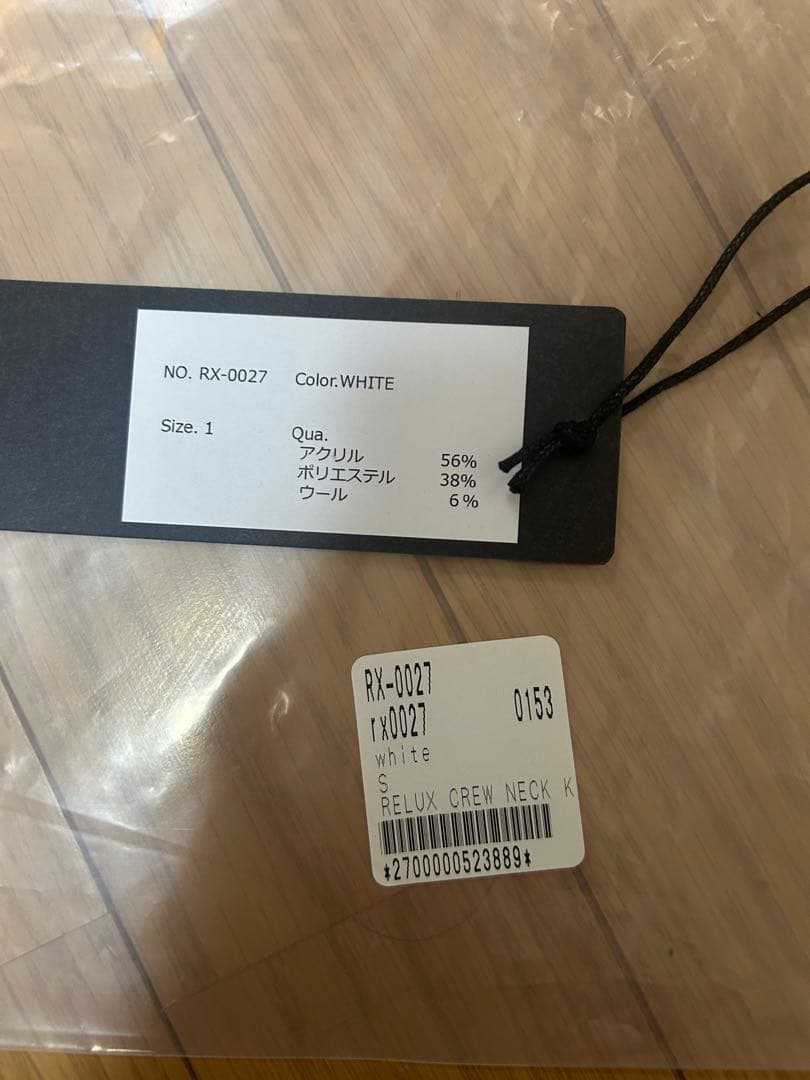 NO. RX-0027 Color.WHITE
Size. 1 Qua.
アクリル 56%
ポリエステル 38%
ウール 6%
RX-0027
rx0027 0153
white
S
RELUX CREW NECK K
*2700000523889*